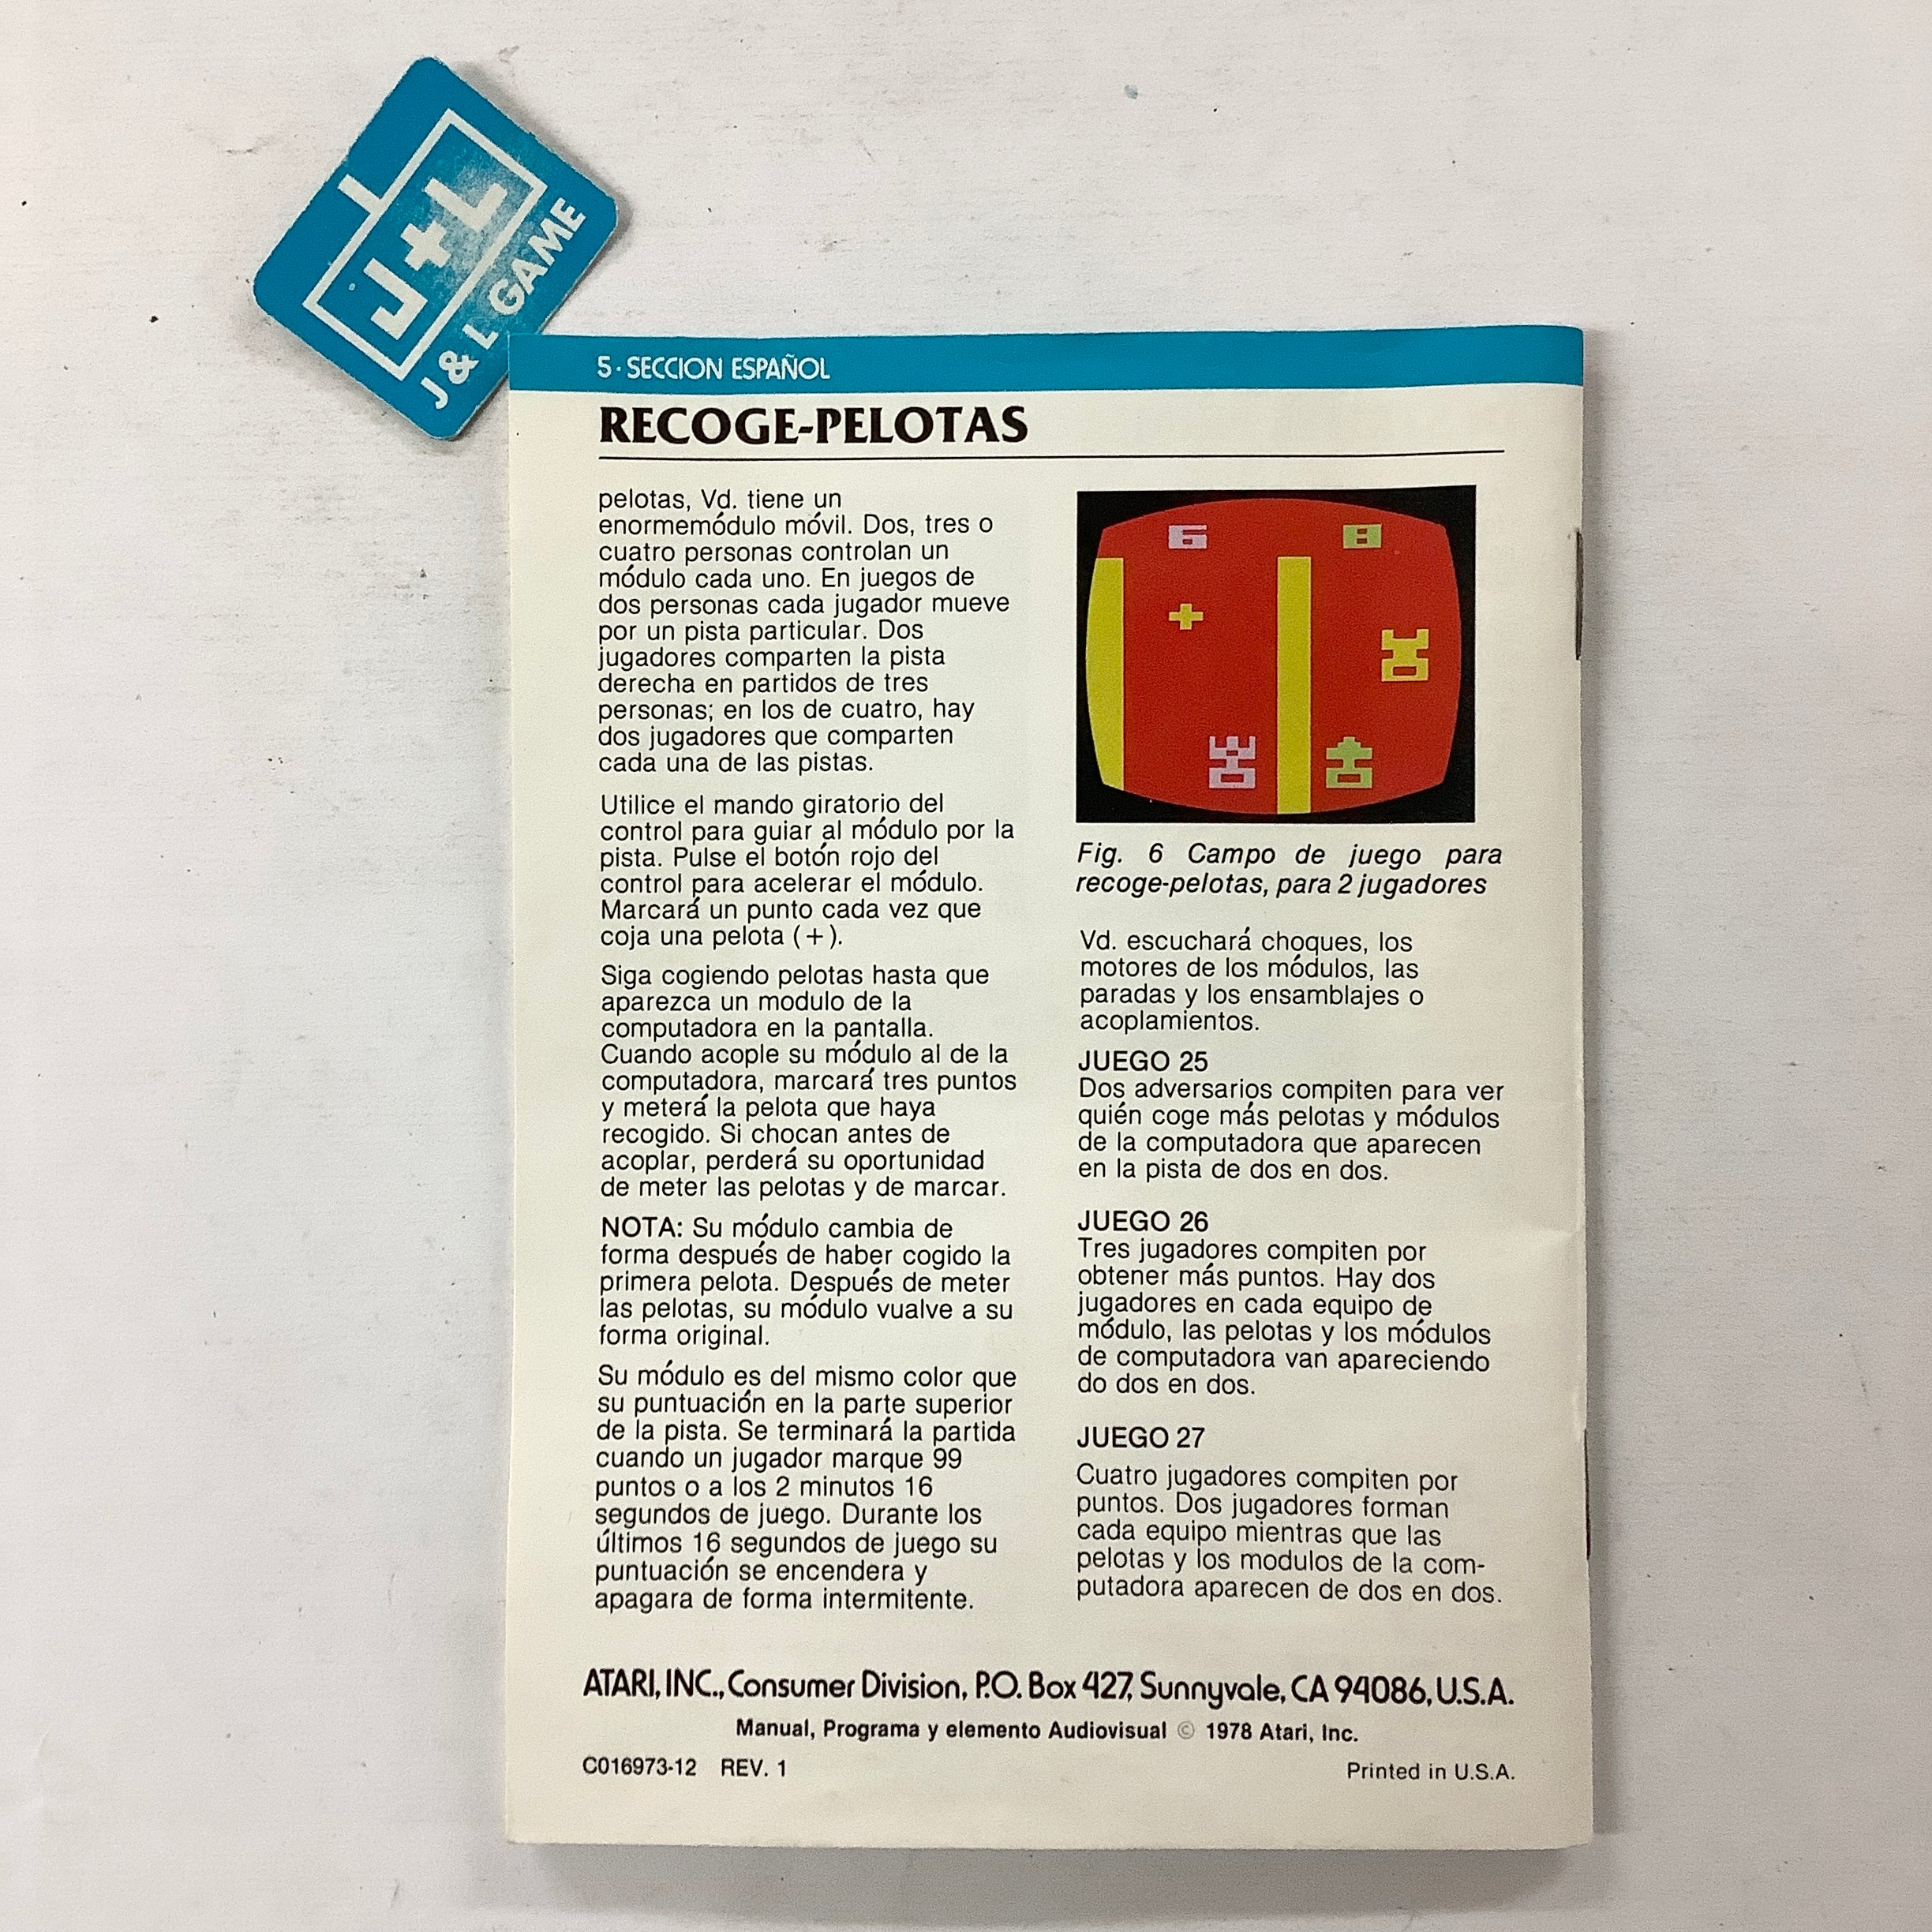 J+L
J & L GAME
5 · SECCION ESPAÑOL
RECOGE-PELOTAS
pelotas, Vd. tiene un
enormemódulo móvil. Dos, tres o
cuatro personas controlan un
módulo cada uno. En juegos de
dos personas cada jugador mueve
por un pista particular. Dos
jugadores comparten la pista
derecha en partidos de tres
personas; en los de cuatro, hay
dos jugadores que comparten
cada una de las pistas.
Utilice el mando giratorio del
control para guiar al módulo por la
pista. Pulse el botón rojo del
control para acelerar el módulo.
Marcará un punto cada vez que
coja una pelota (+).
Siga cogiendo pelotas hasta que
aparezca un modulo de la
computadora en la pantalla.
Cuando acople su módulo al de la
computadora, marcará tres puntos
y meterá la pelota que haya
recogido. Si chocan antes de
acoplar, perderá su oportunidad
de meter las pelotas y de marcar.
NOTA: Su módulo cambia de
forma después de haber cogido la
primera pelota. Después de meter
las pelotas, su módulo vualve a su
forma original.
Su módulo es del mismo color que
su puntuación en la parte superior
de la pista. Se terminará la partida
cuando un jugador marque 99
puntos o a los 2 minutos 16
segundos de juego. Durante los
últimos 16 segundos de juego su
puntuación se encendera y
apagara de forma intermitente.
6 8
Fig. 6 Campo de juego para
recoge-pelotas, para 2 jugadores
Vd. escuchará choques, los
motores de los módulos, las
paradas y los ensamblajes o
acoplamientos.
JUEGO 25
Dos adversarios compiten para ver
quién coge más pelotas y módulos
de la computadora que aparecen
en la pista de dos en dos.
JUEGO 26
Tres jugadores compiten por
obtener más puntos. Hay dos
jugadores en cada equipo de
módulo, las pelotas y los módulos
de computadora van apareciendo
do dos en dos.
JUEGO 27
Cuatro jugadores compiten por
puntos. Dos jugadores forman
cada equipo mientras que las
pelotas y los modulos de la com-
putadora aparecen de dos en dos.
ATARI, INC., Consumer Division, P.O. Box 427, Sunnyvale, CA 94086, U.S.A.
Manual, Programa y elemento Audiovisual © 1978 Atari, Inc.
C016973-12 REV. 1
Printed in U.S.A.